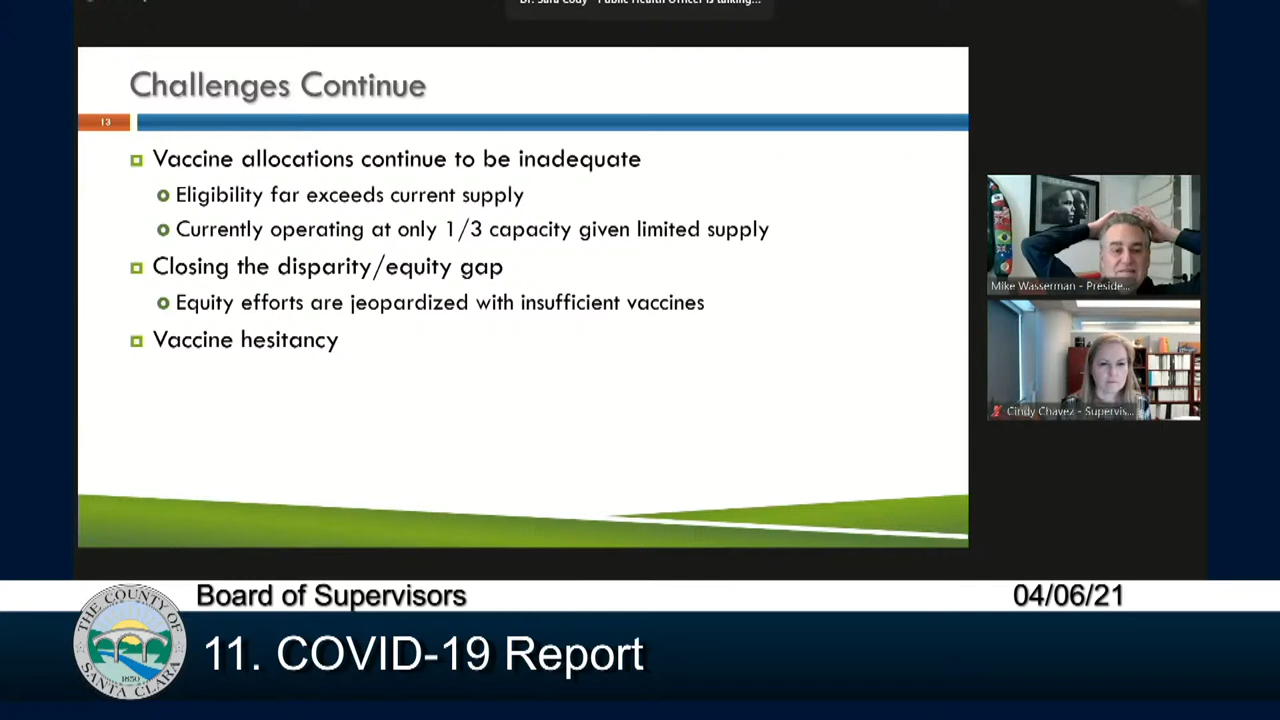 Dr. Sara Cody - Public Health Officer is talking...
Challenges Continue
13
Vaccine allocations continue to be inadequate
Eligibility far exceeds current supply
Currently operating at only 1/3 capacity given limited supply
Closing the disparity/equity gap
Equity efforts are jeopardized with insufficient vaccines
Vaccine hesitancy
Mike Wasserman - Preside...
Cindy Chavez - Supervis...
Board of Supervisors
04/06/21
11. COVID-19 Report
THE COUNTY OF
SANTA CLARA
1850